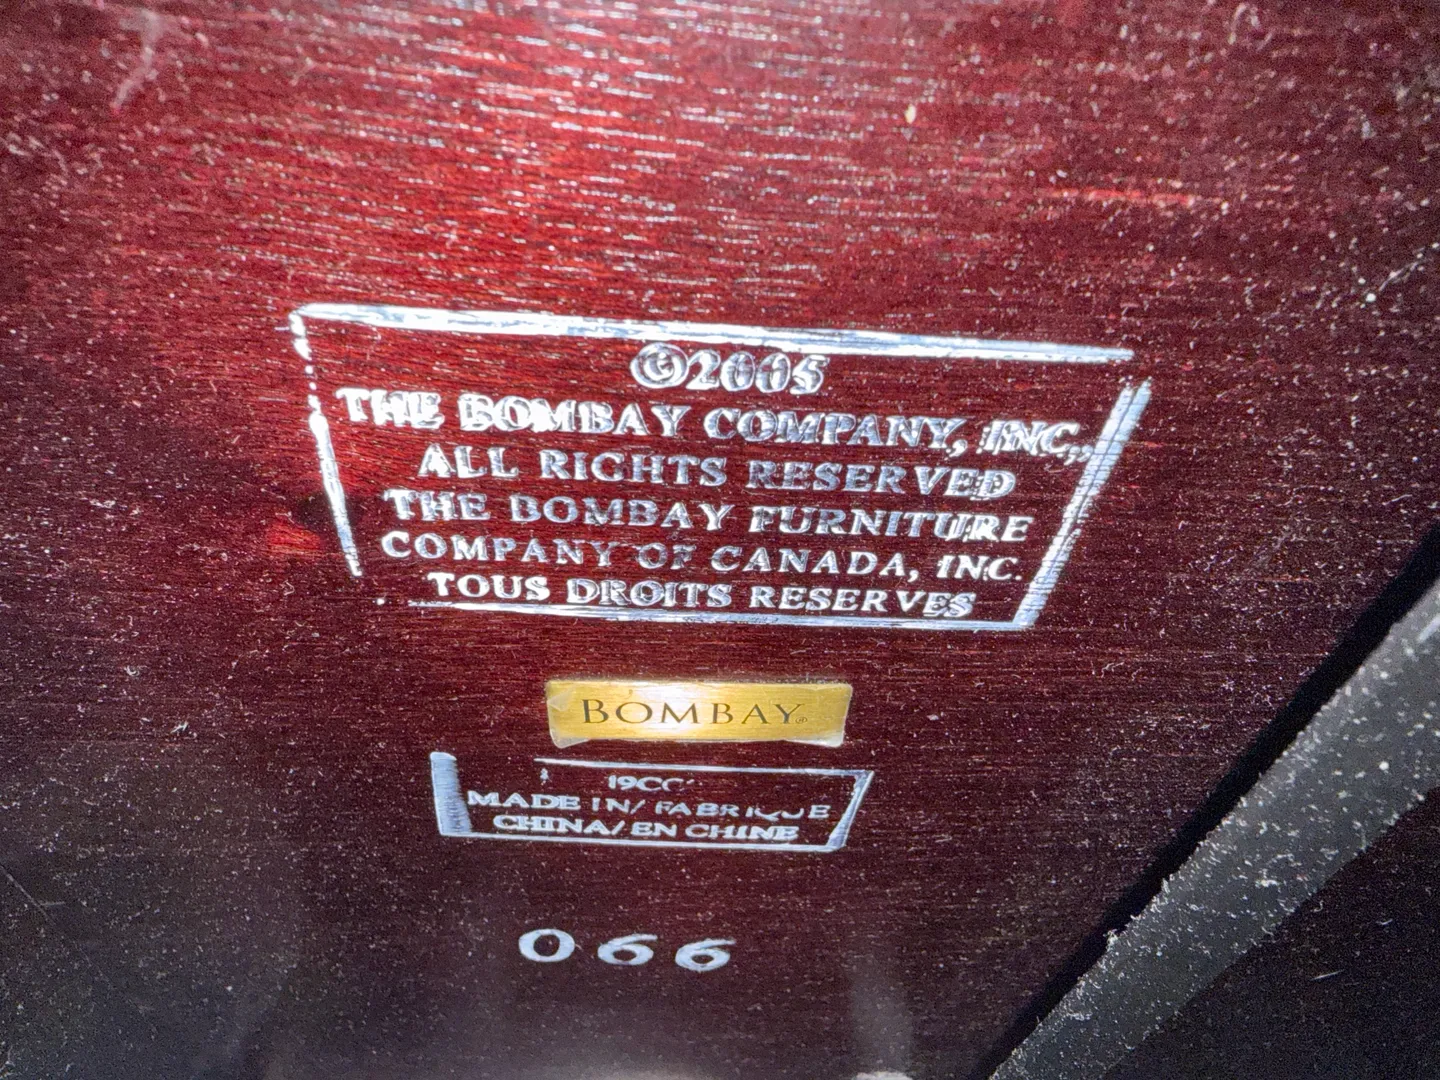 ©2005
THE BOMBAY COMPANY, INC.,
ALL RIGHTS RESERVED
THE BOMBAY FURNITURE
COMPANY OF CANADA, INC.
TOUS DROITS RESERVES
BOMBAY®
MADE IN/ FABRIQUE
CHINA/ EN CHINE
066